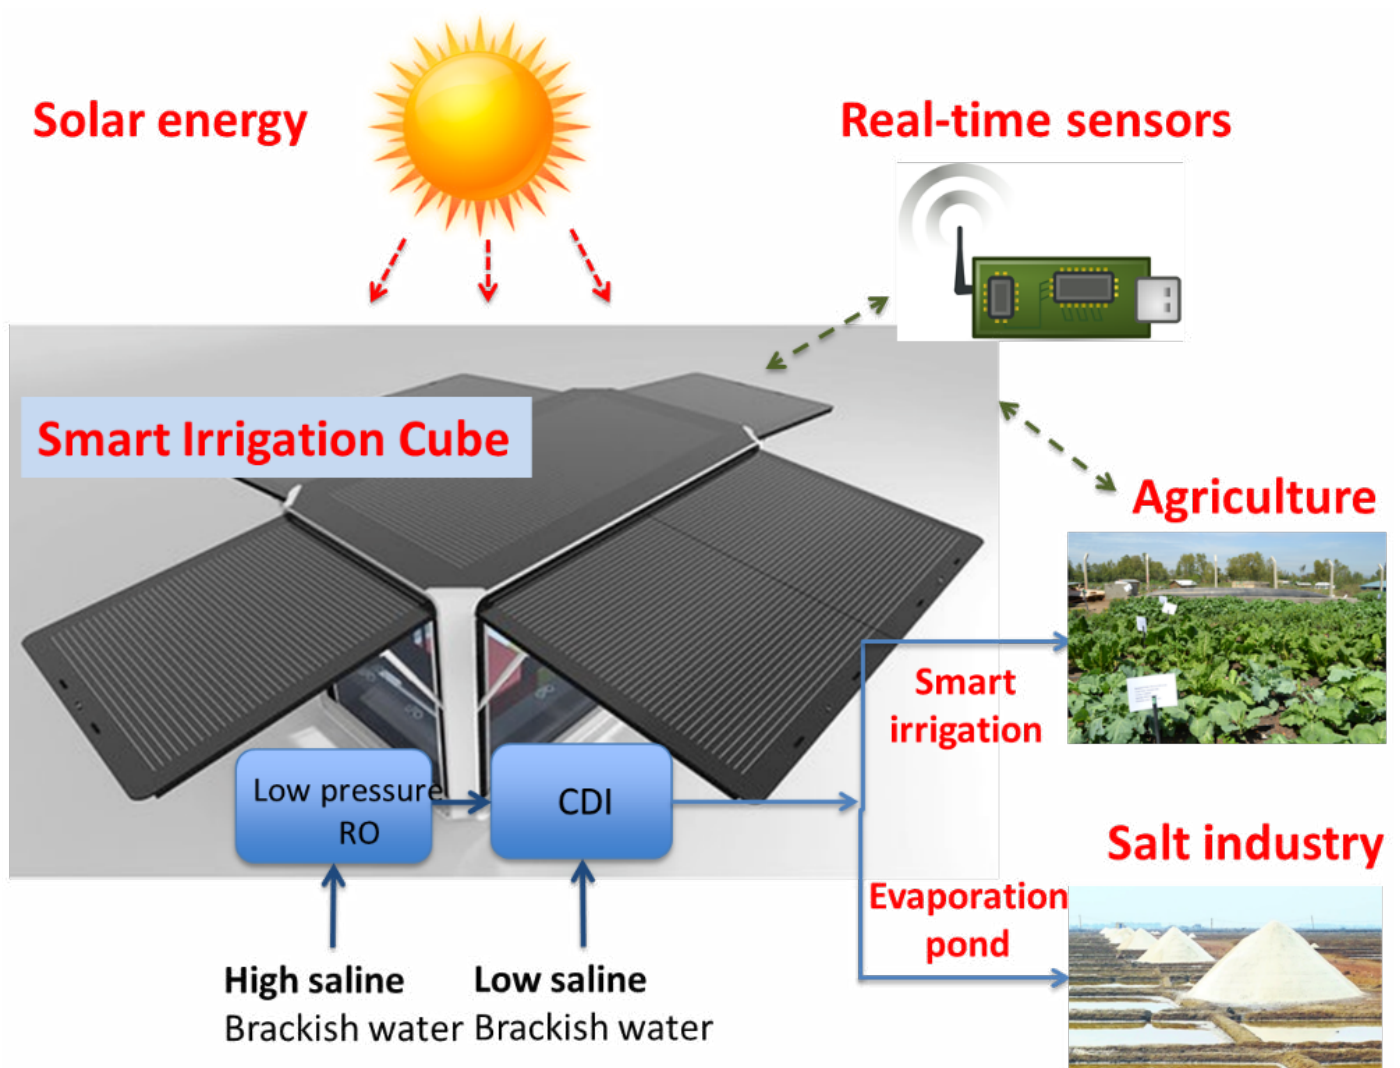 Solar energy
Real-time sensors
Smart Irrigation Cube
Agriculture
Smart
irrigation
Low pressure
RO
CDI
Salt industry
Evaporation
pond
High saline
Brackish water
Low saline
Brackish water